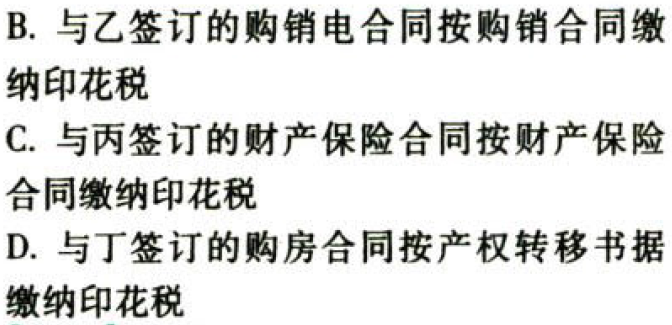 B. 与乙签订的购销电合同按购销合同缴
纳印花税
C. 与丙签订的财产保险合同按财产保险
合同缴纳印花税
D. 与丁签订的购房合同按产权转移书据
缴纳印花税